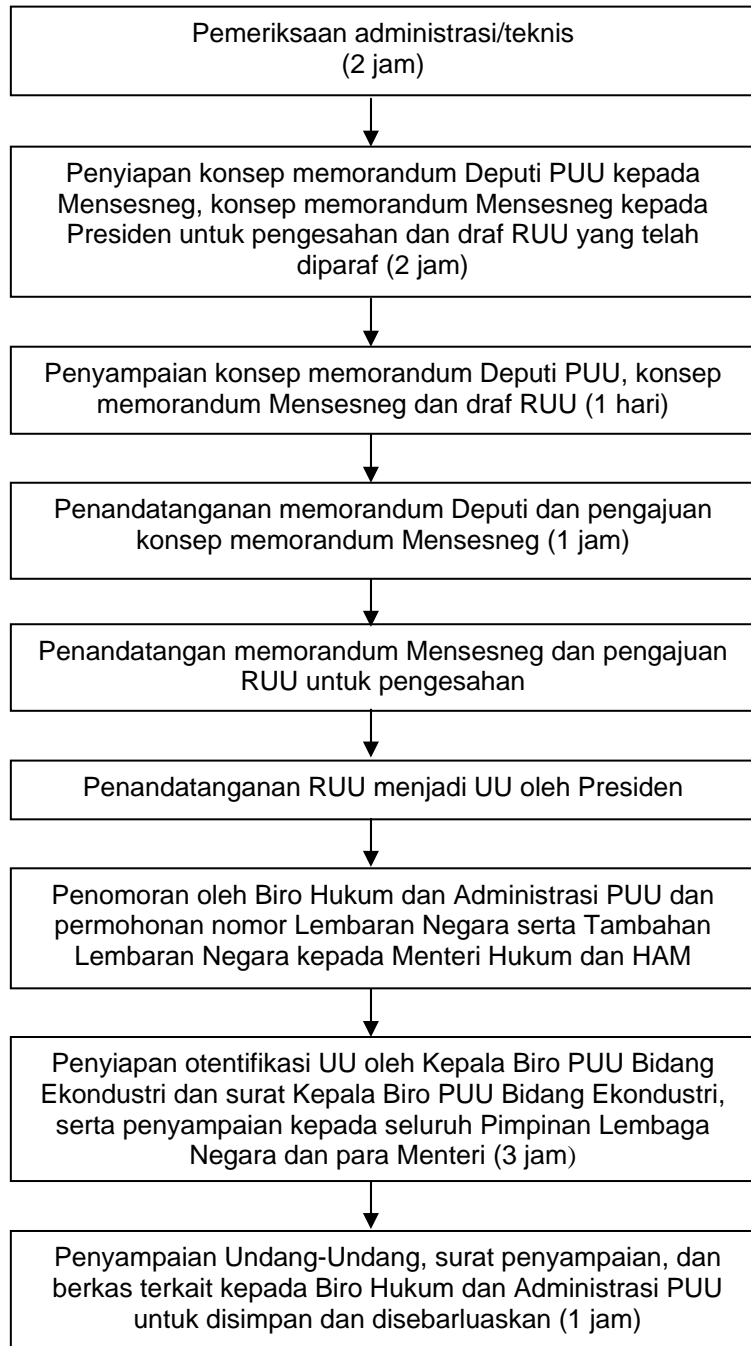 Pemeriksaan administrasi/teknis
(2 jam)
Penyiapan konsep memorandum Deputi PUU kepada
Mensesneg, konsep memorandum Mensesneg kepada
Presiden untuk pengesahan dan draf RUU yang telah
diparaf (2 jam)
Penyampaian konsep memorandum Deputi PUU, konsep
memorandum Mensesneg dan draf RUU (1 hari)
Penandatanganan memorandum Deputi dan pengajuan
konsep memorandum Mensesneg (1 jam)
Penandatangan memorandum Mensesneg dan pengajuan
RUU untuk pengesahan
Penandatanganan RUU menjadi UU oleh Presiden
Penomoran oleh Biro Hukum dan Administrasi PUU dan
permohonan nomor Lembaran Negara serta Tambahan
Lembaran Negara kepada Menteri Hukum dan HAM
Penyiapan otentifikasi UU oleh Kepala Biro PUU Bidang
Ekondustri dan surat Kepala Biro PUU Bidang Ekondustri,
serta penyampaian kepada seluruh Pimpinan Lembaga
Negara dan para Menteri (3 jam)
Penyampaian Undang-Undang, surat penyampaian, dan
berkas terkait kepada Biro Hukum dan Administrasi PUU
untuk disimpan dan disebarluaskan (1 jam)